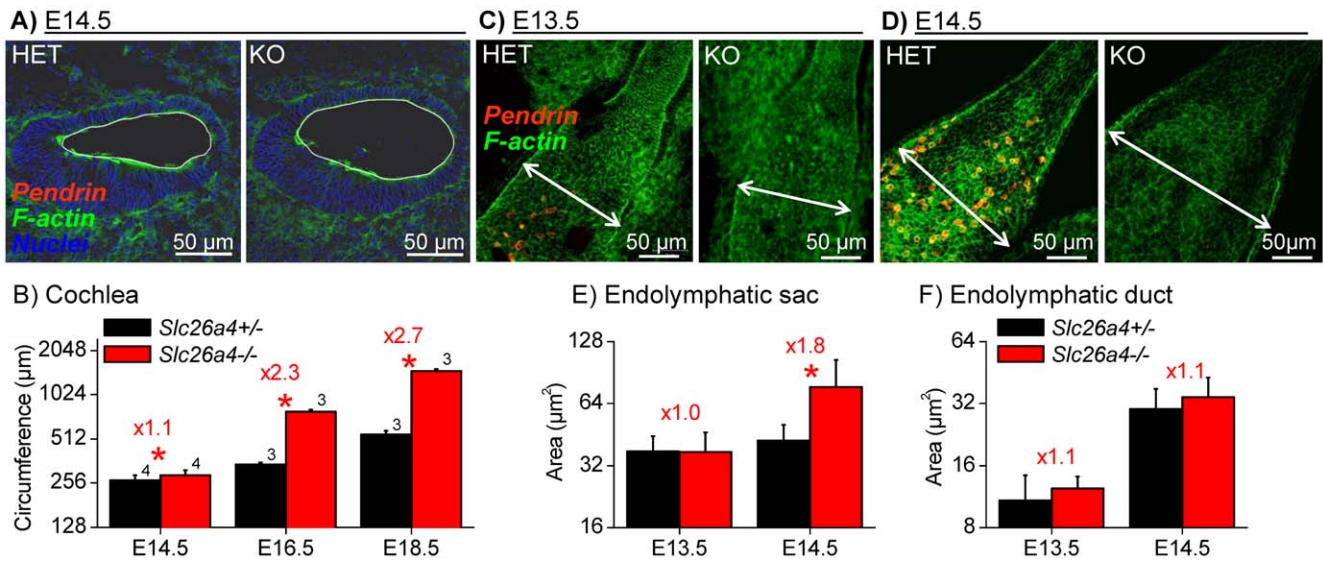 A) E14.5
HET
KO
Pendrin
F-actin
Nuclei
50 µm
50 µm
C) E13.5
HET
KO
Pendrin
F-actin
50 µm
50 µm
D) E14.5
HET
KO
50 µm
50µm
B) Cochlea
Slc26a4+/-
Slc26a4-/-
Circumference (µm)
2048
1024
512
256
128
x1.1
*
4
4
x2.3
*
3
3
x2.7
*
3
3
E14.5
E16.5
E18.5
E) Endolymphatic sac
Area (µm²)
128
64
32
16
x1.0
x1.8
*
E13.5
E14.5
F) Endolymphatic duct
Slc26a4+/-
Slc26a4-/-
Area (µm²)
64
32
16
8
x1.1
x1.1
E13.5
E14.5